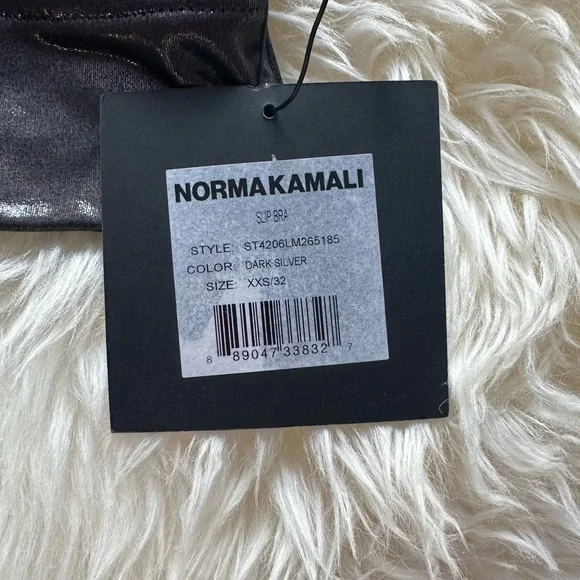 NORMAKAMALI
SLIP BRA
STYLE: ST4206LM265185
COLOR: DARK SILVER
SIZE: XXS/32
8 89047 33832 7